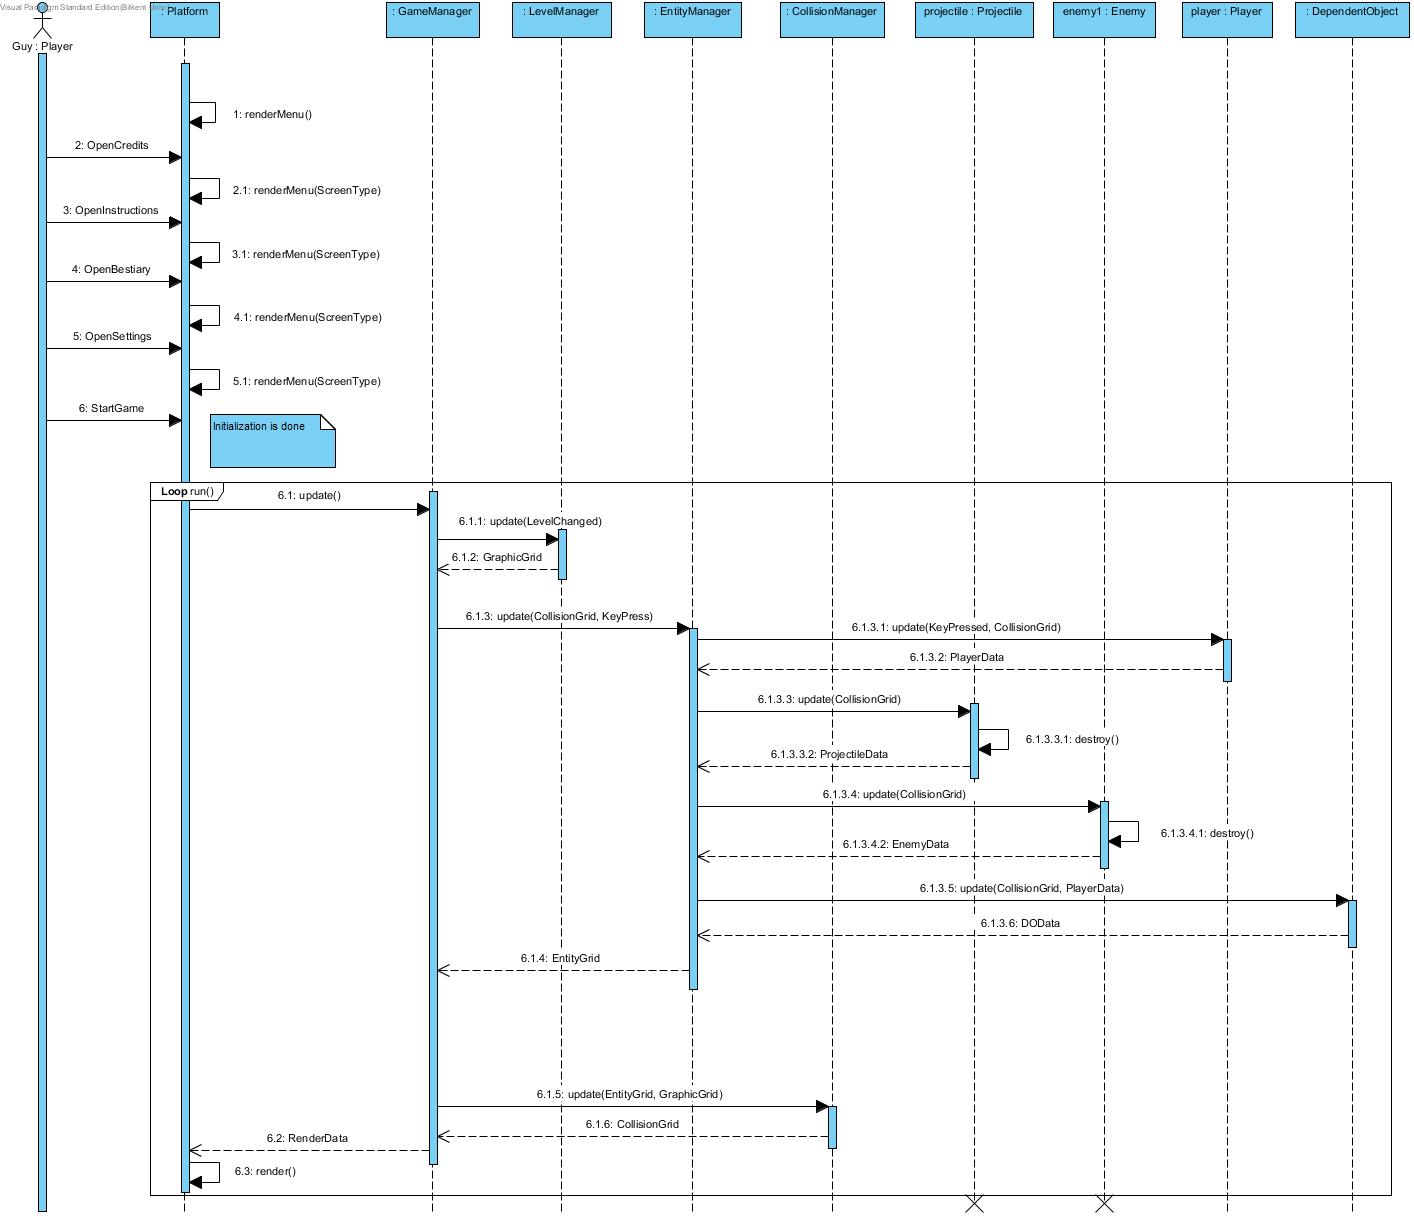 Visual Paradigm Standard Edition(Bilkent Univ.
Guy : Player
: Platform
: GameManager
: LevelManager
: EntityManager
: CollisionManager
projectile : Projectile
enemy1 : Enemy
player : Player
: DependentObject
1: renderMenu()
2: OpenCredits
2.1: renderMenu(ScreenType)
3: OpenInstructions
3.1: renderMenu(ScreenType)
4: OpenBestiary
4.1: renderMenu(ScreenType)
5: OpenSettings
5.1: renderMenu(ScreenType)
6: StartGame
Initialization is done
Loop run()
6.1: update()
6.1.1: update(LevelChanged)
6.1.2: GraphicGrid
6.1.3: update(CollisionGrid, KeyPress)
6.1.3.1: update(KeyPressed, CollisionGrid)
6.1.3.2: PlayerData
6.1.3.3: update(CollisionGrid)
6.1.3.3.1: destroy()
6.1.3.3.2: ProjectileData
6.1.3.4: update(CollisionGrid)
6.1.3.4.1: destroy()
6.1.3.4.2: EnemyData
6.1.3.5: update(CollisionGrid, PlayerData)
6.1.3.6: DOData
6.1.4: EntityGrid
6.1.5: update(EntityGrid, GraphicGrid)
6.1.6: CollisionGrid
6.2: RenderData
6.3: render()